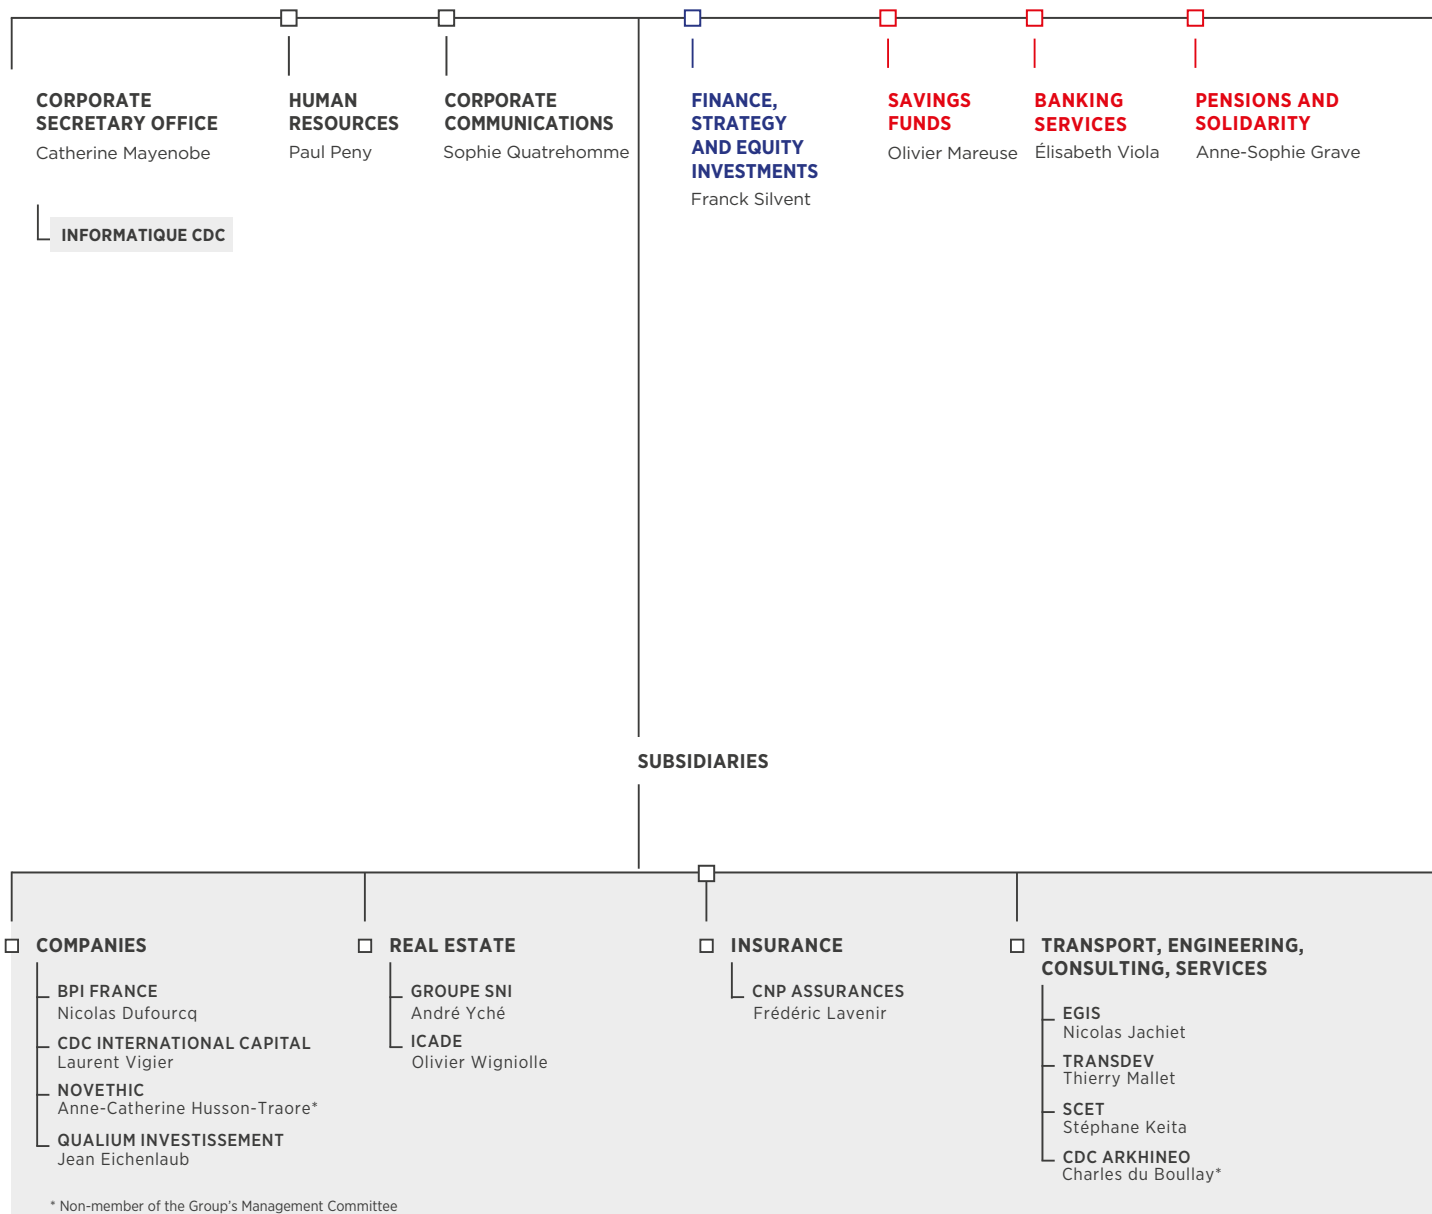 CORPORATE
SECRETARY OFFICE
Catherine Mayenobe
INFORMATIQUE CDC
HUMAN
RESOURCES
Paul Peny
CORPORATE
COMMUNICATIONS
Sophie Quatrehomme
FINANCE,
STRATEGY
AND EQUITY
INVESTMENTS
Franck Silvent
SAVINGS
FUNDS
Olivier Mareuse
BANKING
SERVICES
Élisabeth Viola
PENSIONS AND
SOLIDARITY
Anne-Sophie Grave
SUBSIDIARIES
COMPANIES
BPI FRANCE
Nicolas Dufourcq
CDC INTERNATIONAL CAPITAL
Laurent Vigier
NOVETHIC
Anne-Catherine Husson-Traore*
QUALIUM INVESTISSEMENT
Jean Eichenlaub
REAL ESTATE
GROUPE SNI
André Yché
ICADE
Olivier Wigniolle
INSURANCE
CNP ASSURANCES
Frédéric Lavenir
TRANSPORT, ENGINEERING,
CONSULTING, SERVICES
EGIS
Nicolas Jachiet
TRANSDEV
Thierry Mallet
SCET
Stéphane Keita
CDC ARKHINEO
Charles du Boullay*
* Non-member of the Group's Management Committee